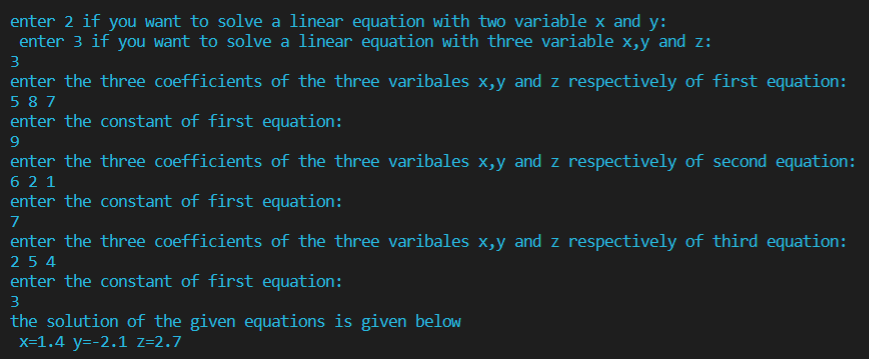 enter 2 if you want to solve a linear equation with two variable x and y:
 enter 3 if you want to solve a linear equation with three variable x,y and z:
3
enter the three coefficients of the three varibales x,y and z respectively of first equation:
5 8 7
enter the constant of first equation:
9
enter the three coefficients of the three varibales x,y and z respectively of second equation:
6 2 1
enter the constant of first equation:
7
enter the three coefficients of the three varibales x,y and z respectively of third equation:
2 5 4
enter the constant of first equation:
3
the solution of the given equations is given below
 x=1.4 y=-2.1 z=2.7